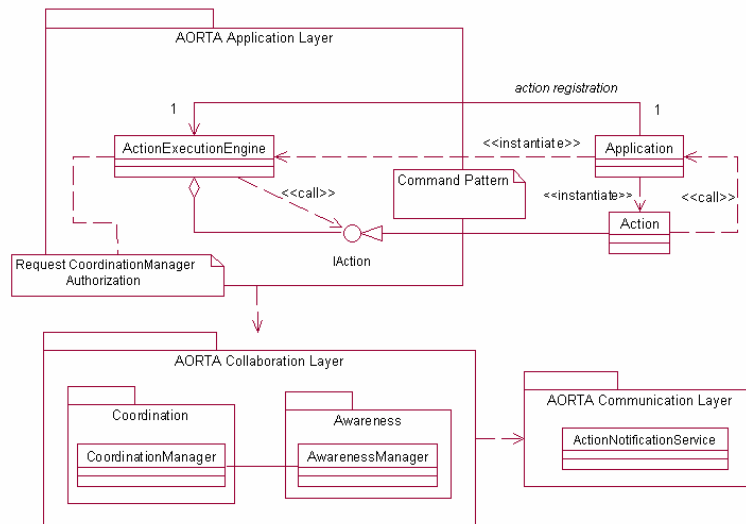 AORTA Application Layer
action registration
1
1
ActionExecutionEngine
<<instantiate>>
Application
Command Pattern
<<call>>
<<instantiate>>
<<call>>
Action
IAction
Request CoordinationManager
Authorization
AORTA Collaboration Layer
AORTA Communication Layer
Coordination
Awareness
ActionNotificationService
CoordinationManager
AwarenessManager